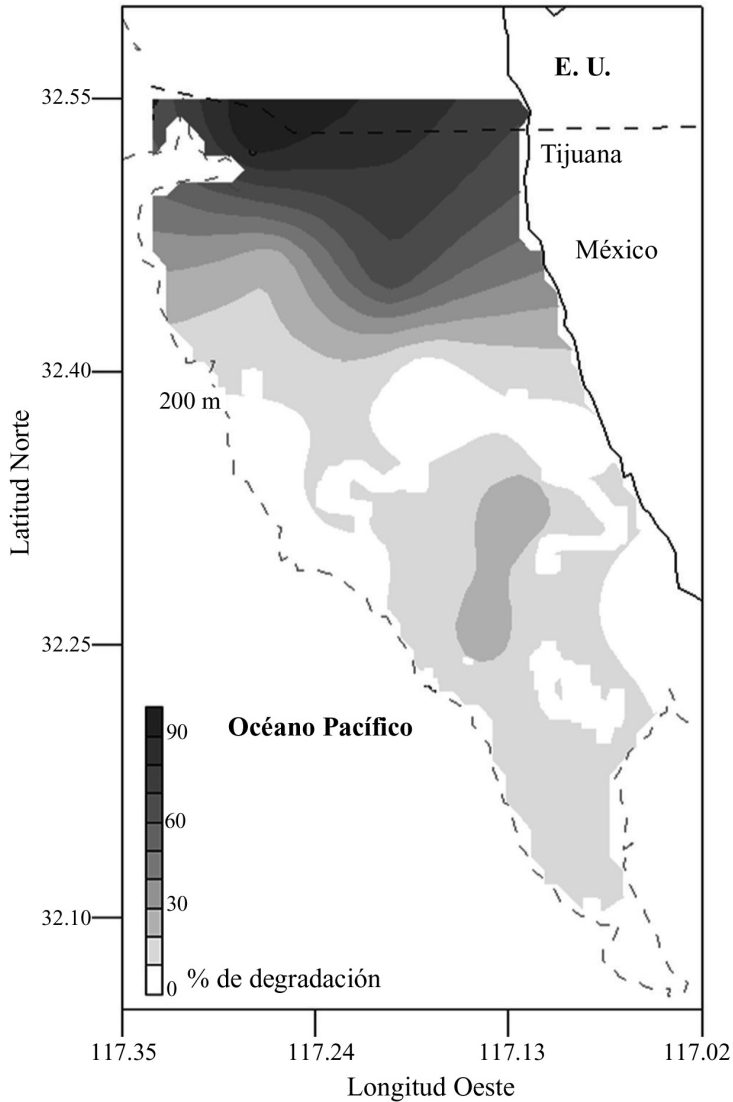 E. U.
32.55
Tijuana
México
32.40
200 m
Latitud Norte
32.25
Océano Pacífico
90
60
30
32.10
0 % de degradación
117.35 117.24 117.13 117.02
Longitud Oeste